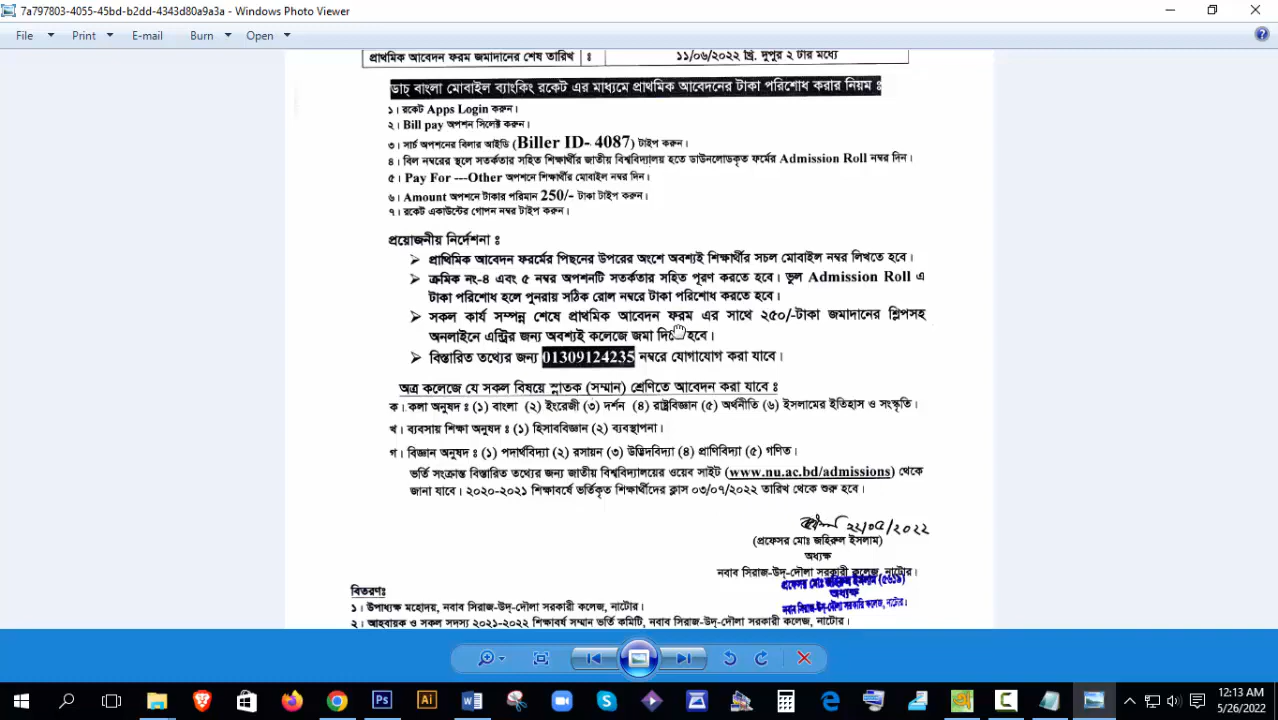 7a797803-4055-45bd-b2dd-4343d80a9a3a - Windows Photo Viewer
File Print E-mail Burn Open
প্রাথমিক আবেদন ফরম জমাদানের শেষ তারিখ ঃ ১১/০৬/২০২২ খ্রি. দুপুর ২ টার মধ্যে
ডাচ্ বাংলা মোবাইল ব্যাংকিং রকেট এর মাধ্যমে প্রাথমিক আবেদনের টাকা পরিশোধ করার নিয়ম ঃ
১। রকেট Apps Login করুন।
২। Bill pay অপশন সিলেক্ট করুন।
৩। সার্চ অপশনের বিলার আইডি (Biller ID- 4087) টাইপ করুন।
৪। বিল নম্বরের স্থলে সতর্কতার সহিত শিক্ষার্থীর জাতীয় বিশ্ববিদ্যালয় হতে ডাউনলোডকৃত ফর্মের Admission Roll নম্বর দিন।
৫। Pay For ---Other অপশনে শিক্ষার্থীর মোবাইল নম্বর দিন।
৬। Amount অপশনে টাকার পরিমান 250/- টাকা টাইপ করুন।
৭। রকেট একাউন্টের গোপন নম্বর টাইপ করুন।
প্রয়োজনীয় নির্দেশনা ঃ
➢ প্রাথমিক আবেদন ফরমের পিছনের উপরের অংশে অবশ্যই শিক্ষার্থীর সচল মোবাইল নম্বর লিখতে হবে।
➢ ক্রমিক নং-৪ এবং ৫ নম্বর অপশনটি সতর্কতার সহিত পূরণ করতে হবে। ভুল Admission Roll এ
টাকা পরিশোধ হলে পুনরায় সঠিক রোল নম্বরে টাকা পরিশোধ করতে হবে।
➢ সকল কার্য সম্পন্ন শেষে প্রাথমিক আবেদন ফরম এর সাথে ২৫০/-টাকা জমাদানের শ্লিপসহ
অনলাইনে এন্ট্রির জন্য অবশ্যই কলেজে জমা দিতে হবে।
➢ বিস্তারিত তথ্যের জন্য 01309124235 নম্বরে যোগাযোগ করা যাবে।
অত্র কলেজে যে সকল বিষয়ে স্নাতক (সম্মান) শ্রেণিতে আবেদন করা যাবে ঃ
ক। কলা অনুষদ ঃ (১) বাংলা (২) ইংরেজী (৩) দর্শন (৪) রাষ্ট্রবিজ্ঞান (৫) অর্থনীতি (৬) ইসলামের ইতিহাস ও সংস্কৃতি।
খ। ব্যবসায় শিক্ষা অনুষদ ঃ (১) হিসাববিজ্ঞান (২) ব্যবস্থাপনা।
গ। বিজ্ঞান অনুষদ ঃ (১) পদার্থবিদ্যা (২) রসায়ন (৩) উদ্ভিদবিদ্যা (৪) প্রাণিবিদ্যা (৫) গণিত।
ভর্তি সংক্রান্ত বিস্তারিত তথ্যের জন্য জাতীয় বিশ্ববিদ্যালয়ের ওয়েব সাইট (www.nu.ac.bd/admissions) থেকে
জানা যাবে। ২০২০-২০২১ শিক্ষাবর্ষে ভর্তিকৃত শিক্ষার্থীদের ক্লাস ০৩/০৭/২০২২ তারিখ থেকে শুরু হবে।
২২/০৫/২০২২
(প্রফেসর মোঃ জহিরুল ইসলাম)
অধ্যক্ষ
নবাব সিরাজ-উদ্-দৌলা সরকারী কলেজ, নাটোর।
প্রফেসর মোঃ জহিরুল ইসলাম (৫৬১৯)
অধ্যক্ষ
নবাব সিরাজ-উদ্-দৌলা সরকারি কলেজ, নাটোর।
বিতরণঃ
১। উপাধ্যক্ষ মহোদয়, নবাব সিরাজ-উদ্-দৌলা সরকারী কলেজ, নাটোর।
২। আহবায়ক ও সকল সদস্য ২০২১-২০২২ শিক্ষাবর্ষ সম্মান ভর্তি কমিটি, নবাব সিরাজ-উদ্-দৌলা সরকারী কলেজ, নাটোর।
12:13 AM
5/26/2022